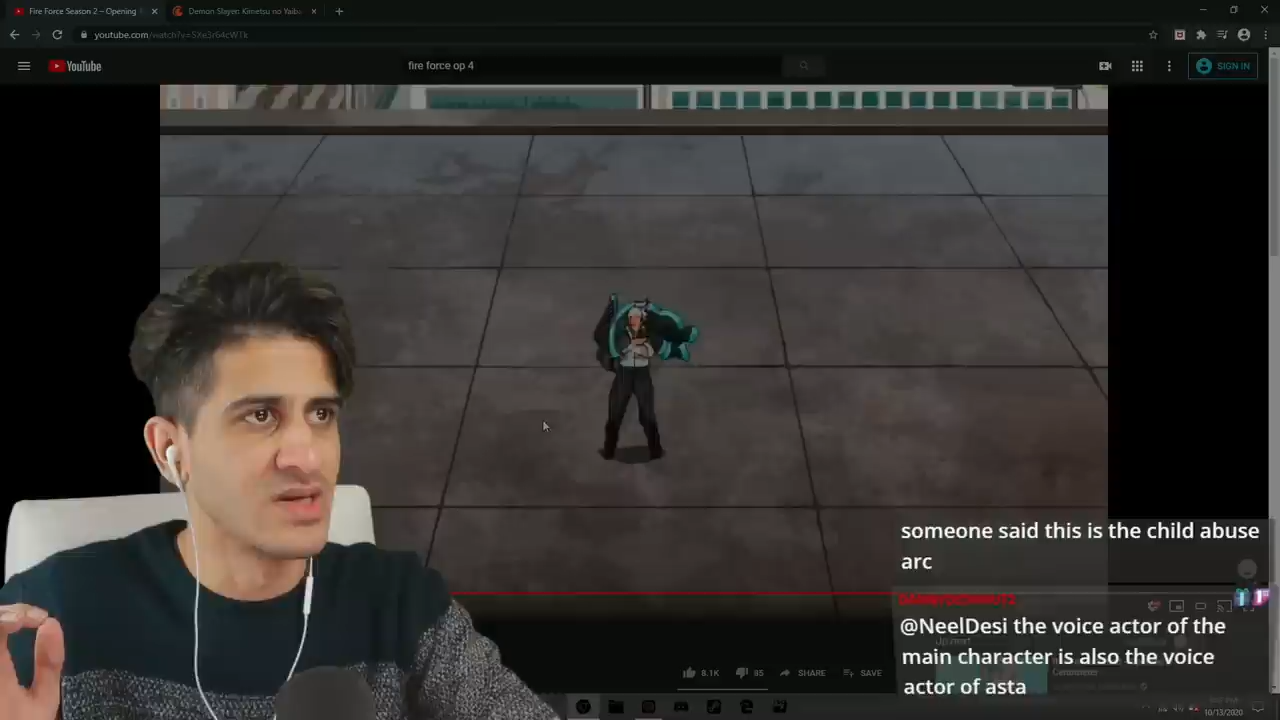 Fire Force Season 2 – Opening
Demon Slayer: Kimetsu no Yaiba
youtube.com/watch?v=5Xe3r64cWTk
YouTube
fire force op 4
SIGN IN
someone said this is the child abuse
arc
@NeelDesi the voice actor of the
main character is also the voice
actor of asta
8.1K
85
SHARE
SAVE
10/13/2020